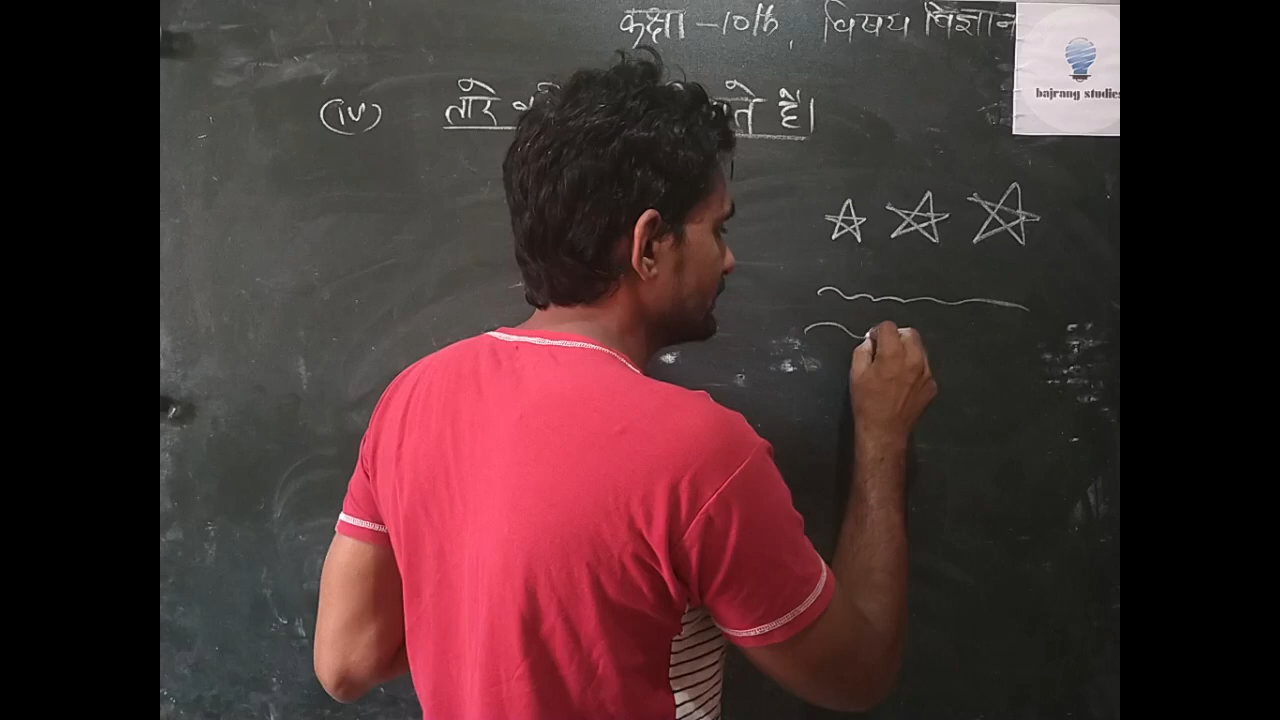 कक्षा - 10th, विषय विज्ञान
bajrang studies
(iv) तारे ते है।